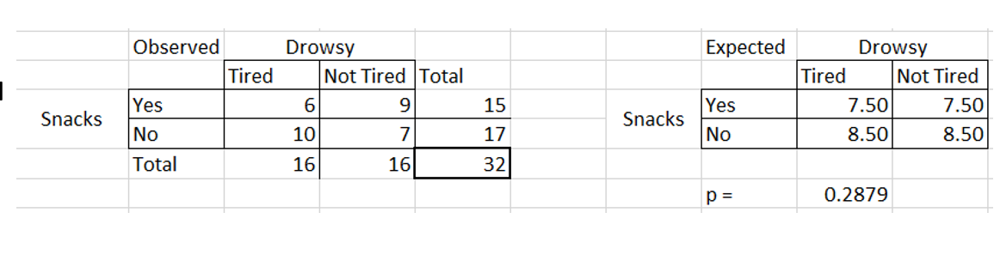 Observed Drowsy Expected Drowsy
Tired Not Tired Total Tired Not Tired
Snacks Yes 6 9 15 Snacks Yes 7.50 7.50
No 10 7 17 No 8.50 8.50
Total 16 16 32
p = 0.2879